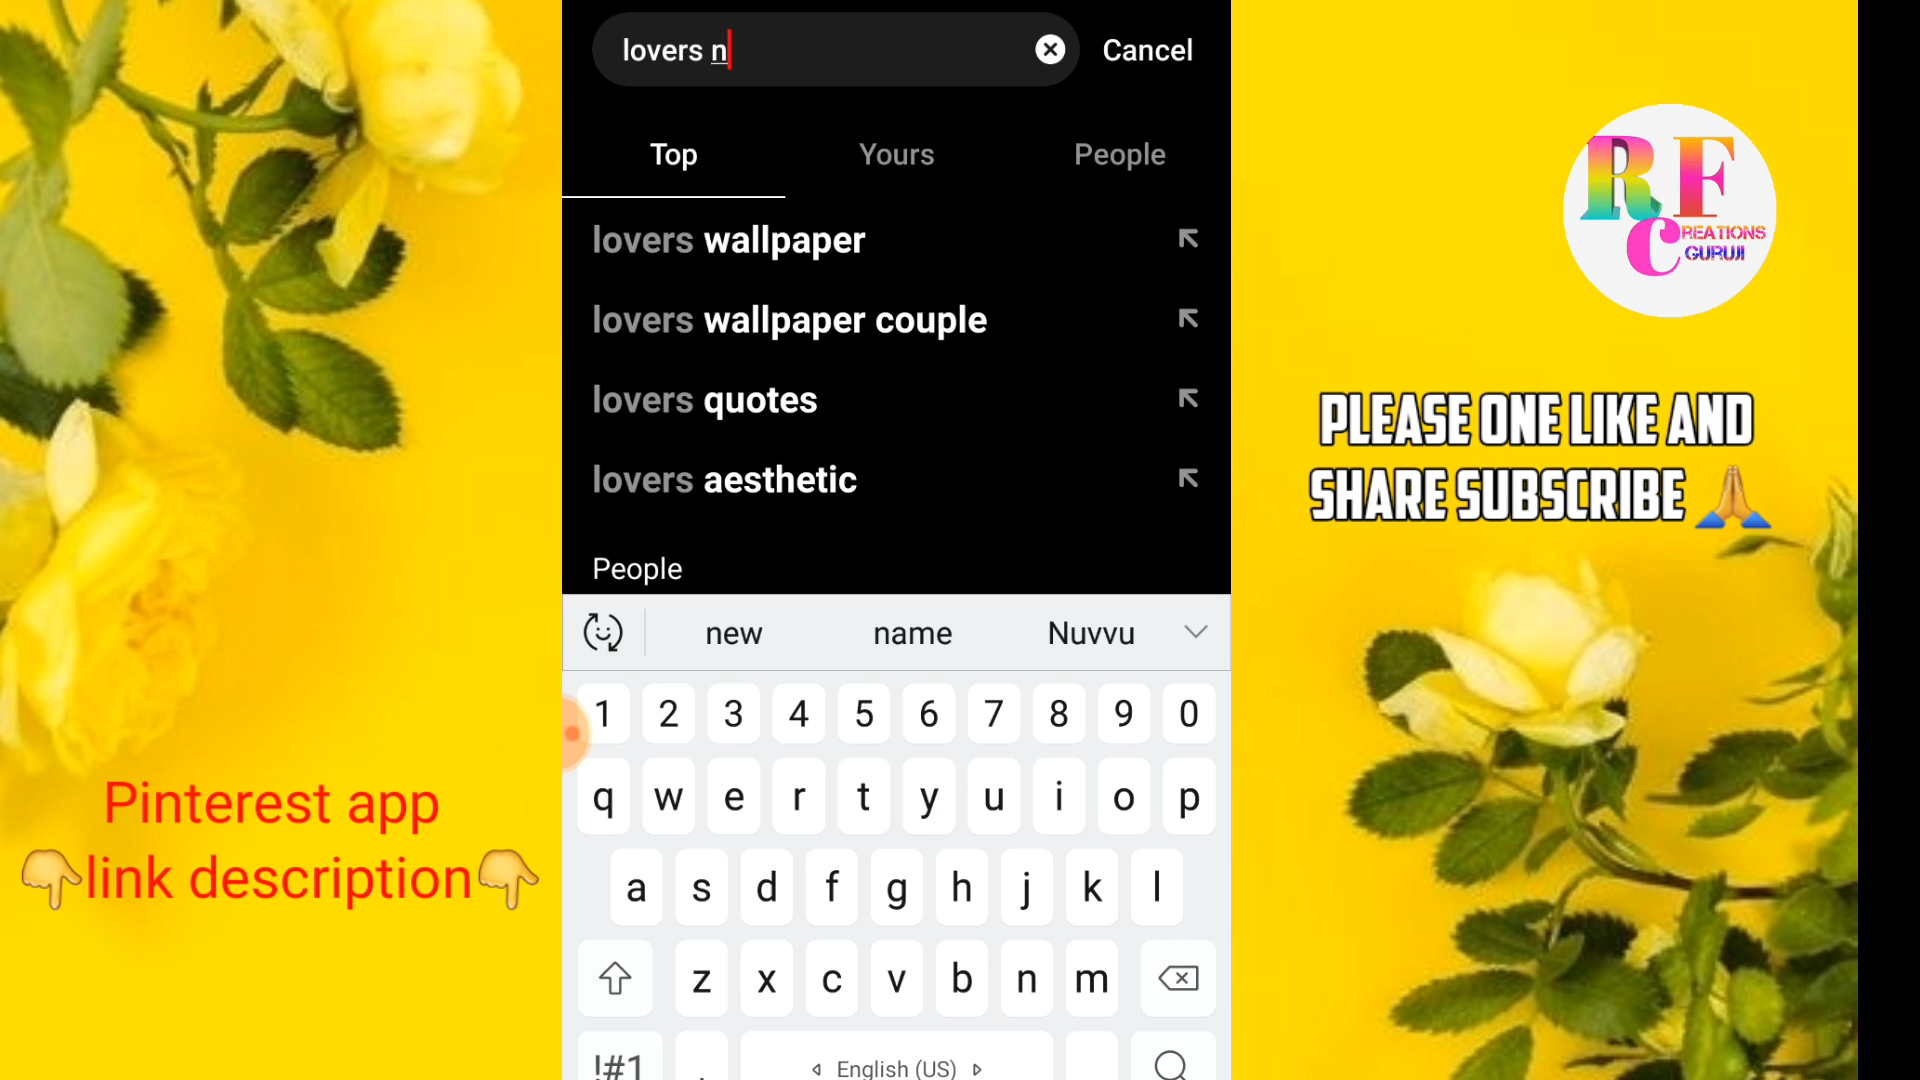 lovers n
Cancel
Top
Yours
People
lovers wallpaper
lovers wallpaper couple
lovers quotes
lovers aesthetic
People
new name Nuvvu
1 2 3 4 5 6 7 8 9 0
q w e r t y u i o p
a s d f g h j k l
z x c v b n m
!#1 , English (US)
Pinterest app
👇link description👇
RFC
REATIONS
GURUJI
PLEASE ONE LIKE AND
SHARE SUBSCRIBE 🙏